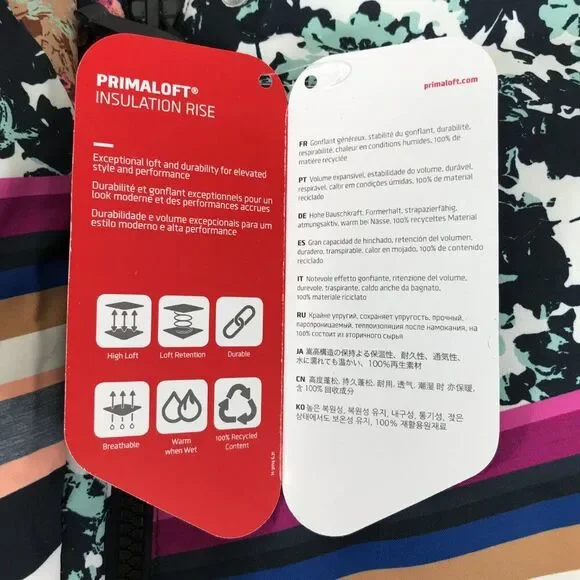 PRIMALOFT®
INSULATION RISE
Exceptional loft and durability for elevated
style and performance
Durabilité et gonflant exceptionnels pour un
look moderne et des performances accrues
Durabilidade e volume excepcionais para um
estilo moderno e alta performance
High Loft
Loft Retention
Durable
Breathable
Warm
when Wet
100% Recycled
Content
primaloft.com
FR Gonflant généreux, stabilité du gonflant, durabilité,
respirabilité, chaleur en conditions humides, 100% de
matière recyclée
PT Volume expansível, estabilidade do volume, durável,
respirável, calor em condições úmidas, 100% de material
reciclado
DE Hohe Bauschkraft, Formerhalt, strapazierfähig,
atmungsaktiv, warm bei Nässe. 100% recyceltes Material
ES Gran capacidad de hinchado, retención del volumen,
duradero, transpirable, calor en mojado, 100% de contenido
reciclado
IT Notevole effetto gonfiante, ritenzione del volume,
durevole, traspirante, caldo anche da bagnato,
100% materiale riciclato
RU Крайне упругий, сохраняет упругость, прочный,
паропроницаемый, теплоизоляция после намокания, на
100% состоит из вторичного сырья
JA 嵩高構造の保持よる保温性、耐久性、通気性、
水に濡れても温かい、100%再生素材
CN 高度蓬松, 持久蓬松, 耐用, 透气, 潮湿 时 亦保暖,
含 100% 回收成分
KO 높은 복원성, 복원성 유지, 내구성, 통기성, 젖은
상태에서도 보온성 유지, 100% 재활용원재료